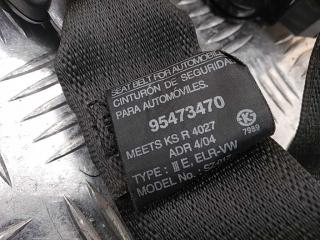 SEAT BELT FOR AUTOMOBILE
CINTURÓN DE SEGURIDAD
PARA AUTOMÓVILES.
95473470
MEETS KS R 4027
ADR 4/04
7989
TYPE : III E, ELR-VW
MODEL No. :